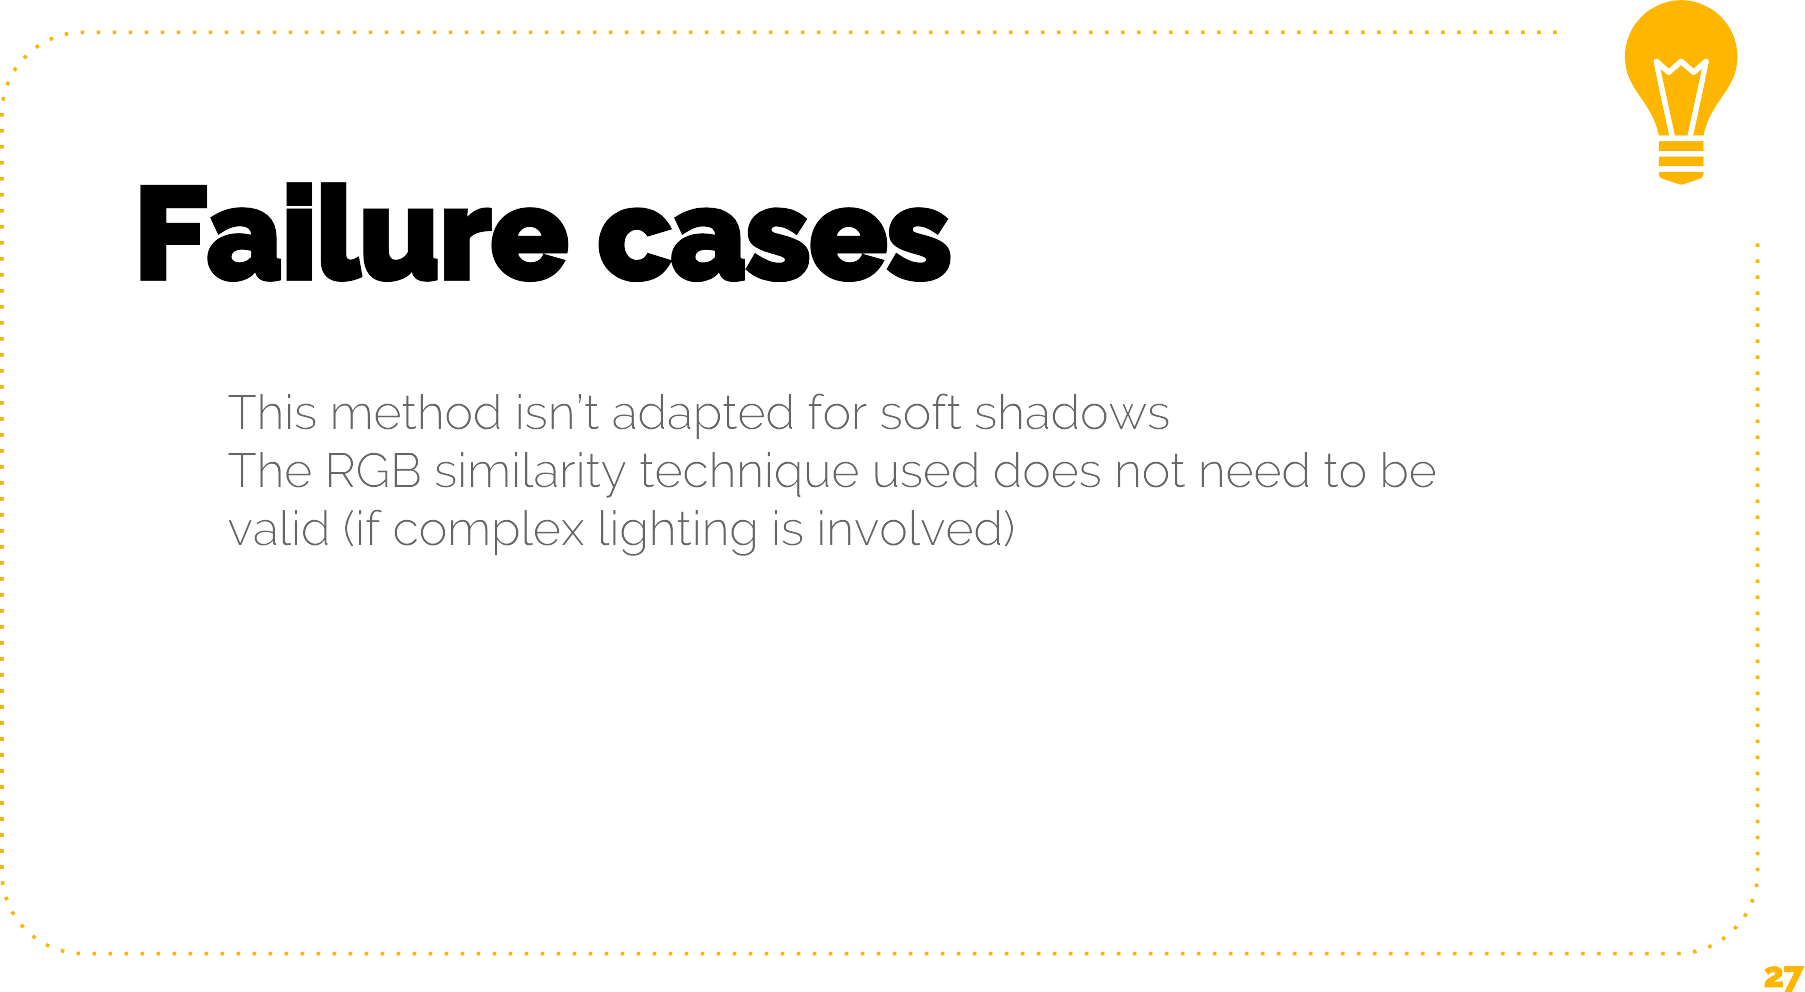 Failure cases
This method isn’t adapted for soft shadows
The RGB similarity technique used does not need to be
valid (if complex lighting is involved)
27